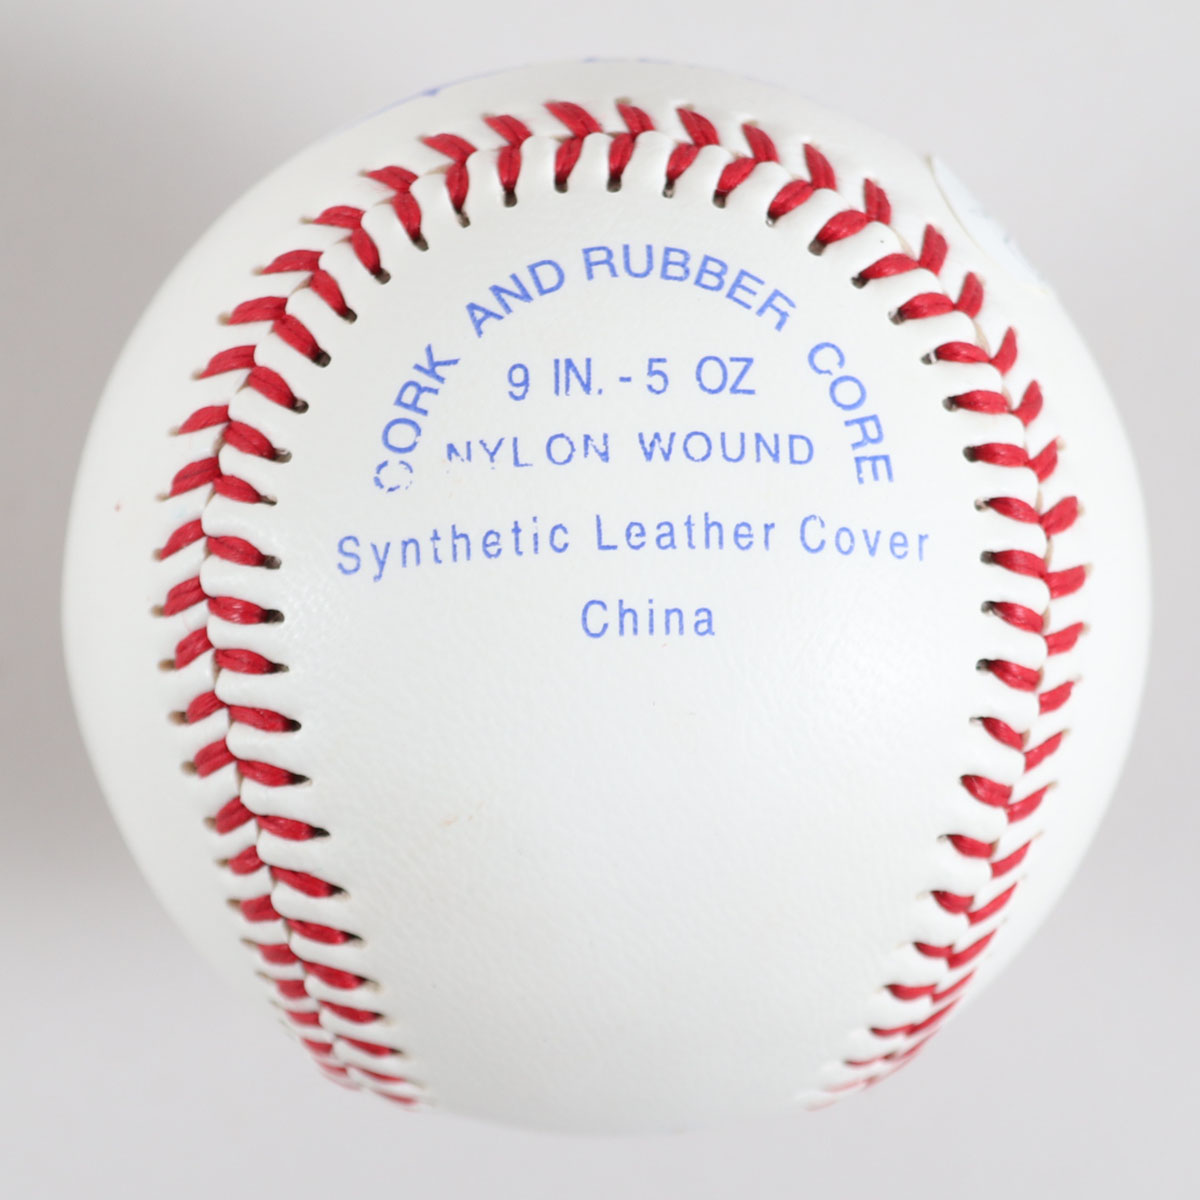 CORK AND RUBBER CORE
9 IN. - 5 OZ
NYLON WOUND
Synthetic Leather Cover
China